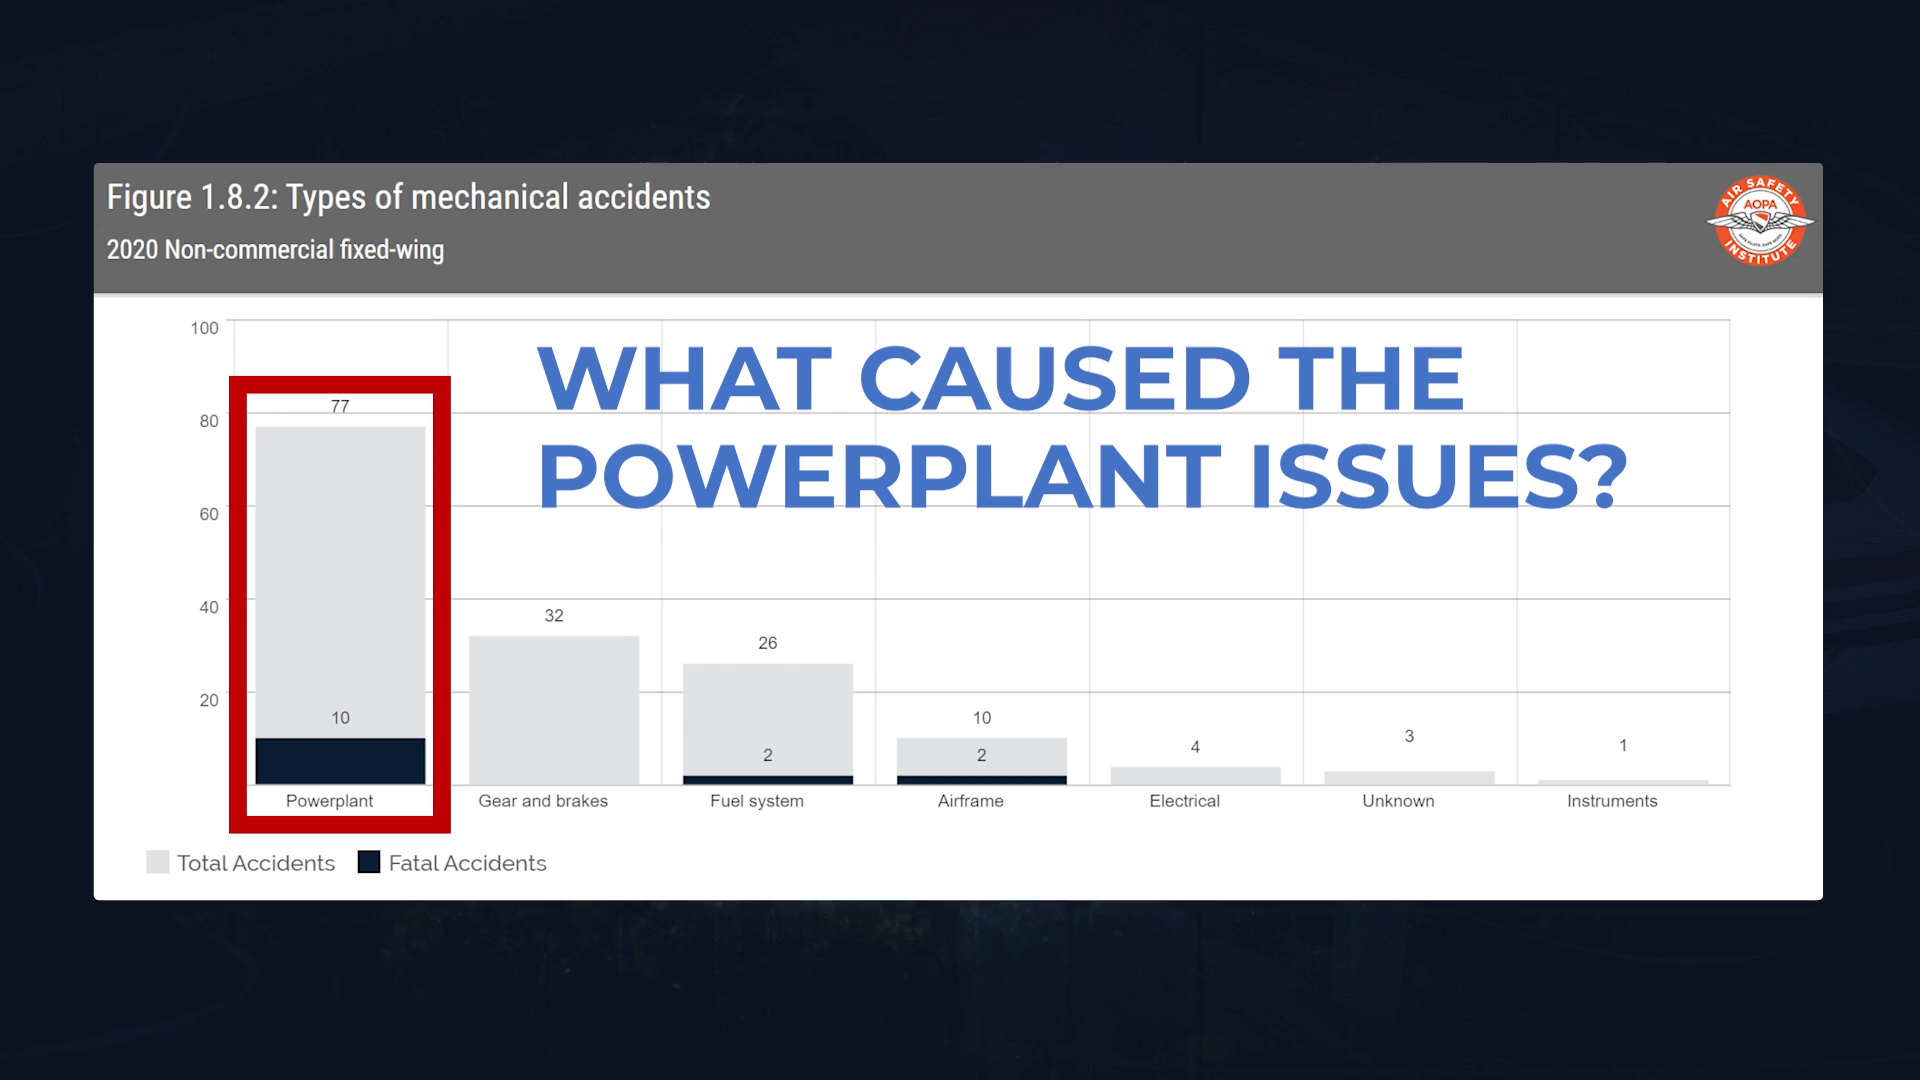 Figure 1.8.2: Types of mechanical accidents
2020 Non-commercial fixed-wing
AIR SAFETY
AOPA
INSTITUTE
WHAT CAUSED THE
POWERPLANT ISSUES?
100
80
60
40
20
77
10
32
26
2
10
2
4
3
1
Powerplant
Gear and brakes
Fuel system
Airframe
Electrical
Unknown
Instruments
Total Accidents
Fatal Accidents